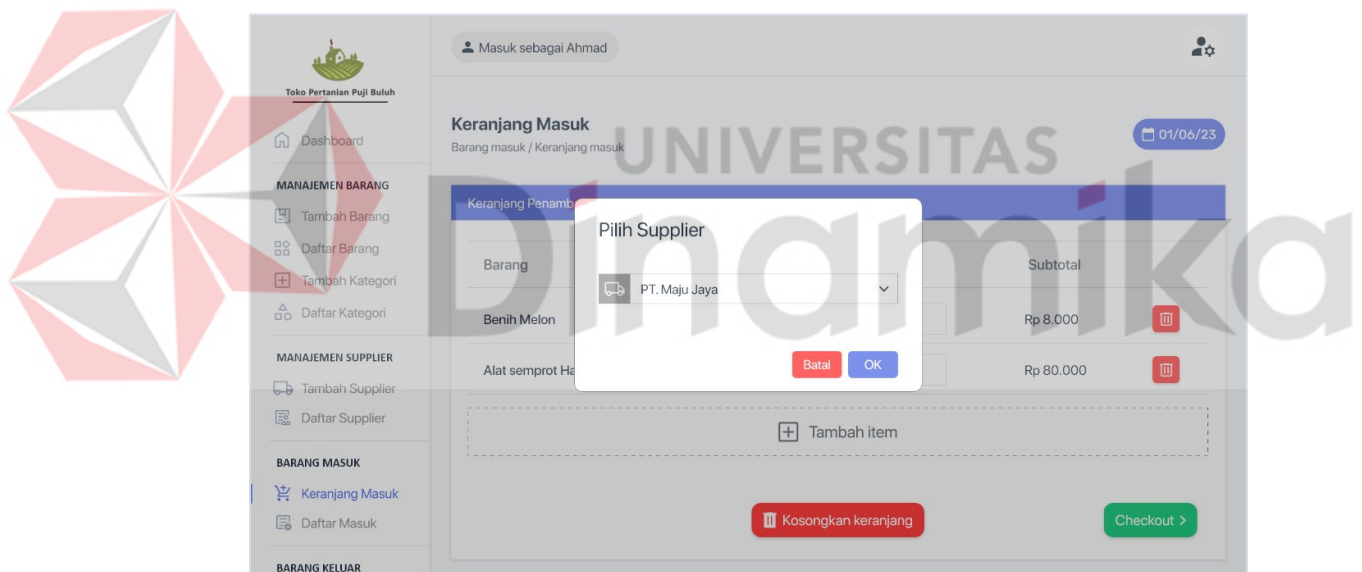 Toko Pertanian Puji Buluh
Dashboard
MANAJEMEN BARANG
Tambah Barang
Daftar Barang
Tambah Kategori
Daftar Kategori
MANAJEMEN SUPPLIER
Tambah Supplier
Daftar Supplier
BARANG MASUK
Keranjang Masuk
Daftar Masuk
BARANG KELUAR
Masuk sebagai Ahmad
Keranjang Masuk
Barang masuk / Keranjang masuk
01/06/23
UNIVERSITAS
Dinamika
Keranjang
Pilih Supplier
PT. Maju Jaya
Batal
OK
Barang
Subtotal
Benih Melon
Rp 8.000
Alat semprot
Rp 80.000
Tambah item
Kosongkan keranjang
Checkout >